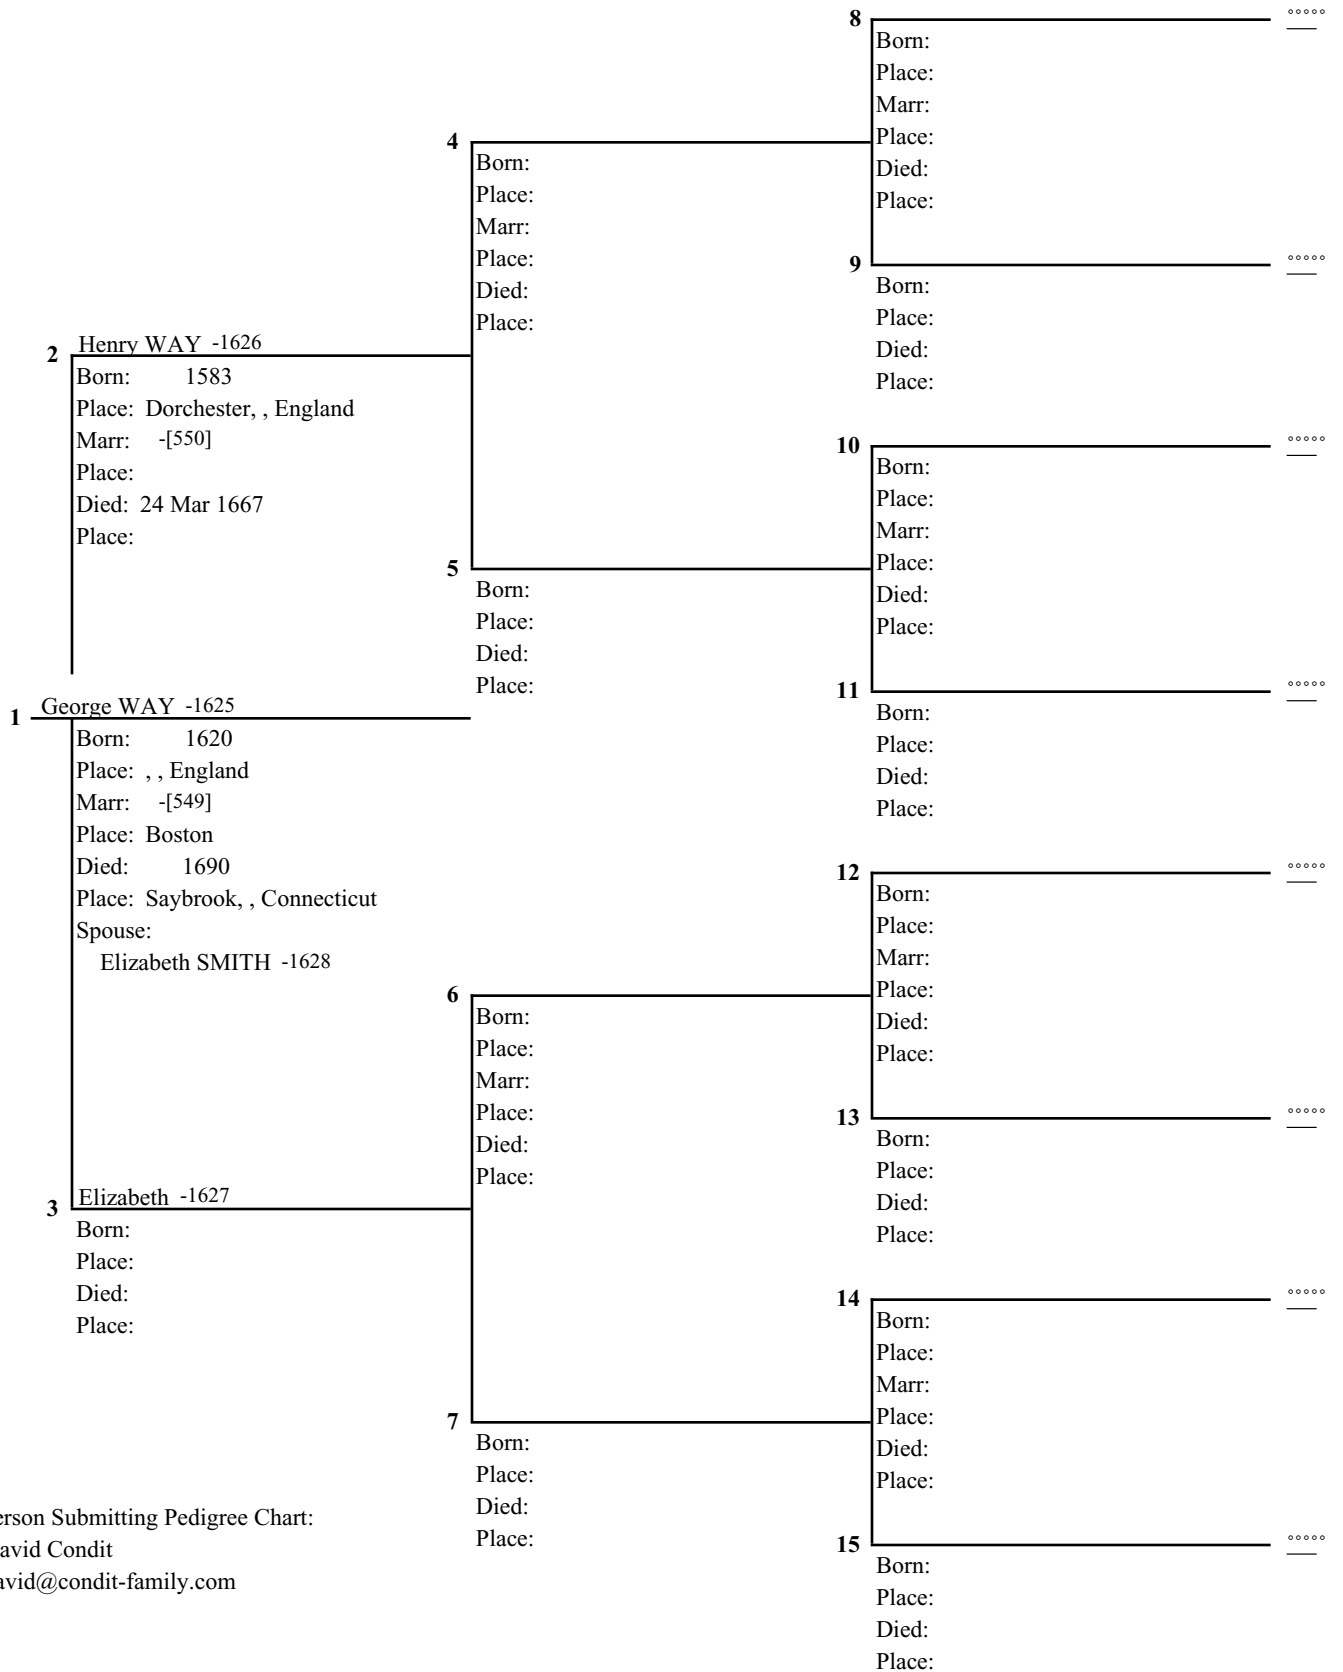 8
°°°°°
Born:
Place:
Marr:
Place:
Died:
Place:
4
Born:
Place:
Marr:
Place:
Died:
Place:
9
°°°°°
Born:
Place:
Died:
Place:
2 Henry WAY -1626
Born: 1583
Place: Dorchester, , England
Marr: -[550]
Place:
Died: 24 Mar 1667
Place:
10
°°°°°
Born:
Place:
Marr:
Place:
Died:
Place:
5
Born:
Place:
Died:
Place:
11
°°°°°
Born:
Place:
Died:
Place:
1 George WAY -1625
Born: 1620
Place: , , England
Marr: -[549]
Place: Boston
Died: 1690
Place: Saybrook, , Connecticut
Spouse:
Elizabeth SMITH -1628
12
°°°°°
Born:
Place:
Marr:
Place:
Died:
Place:
6
Born:
Place:
Marr:
Place:
Died:
Place:
13
°°°°°
Born:
Place:
Died:
Place:
3 Elizabeth -1627
Born:
Place:
Died:
Place:
14
°°°°°
Born:
Place:
Marr:
Place:
Died:
Place:
7
Born:
Place:
Died:
Place:
15
°°°°°
Born:
Place:
Died:
Place:
erson Submitting Pedigree Chart:
avid Condit
avid@condit-family.com